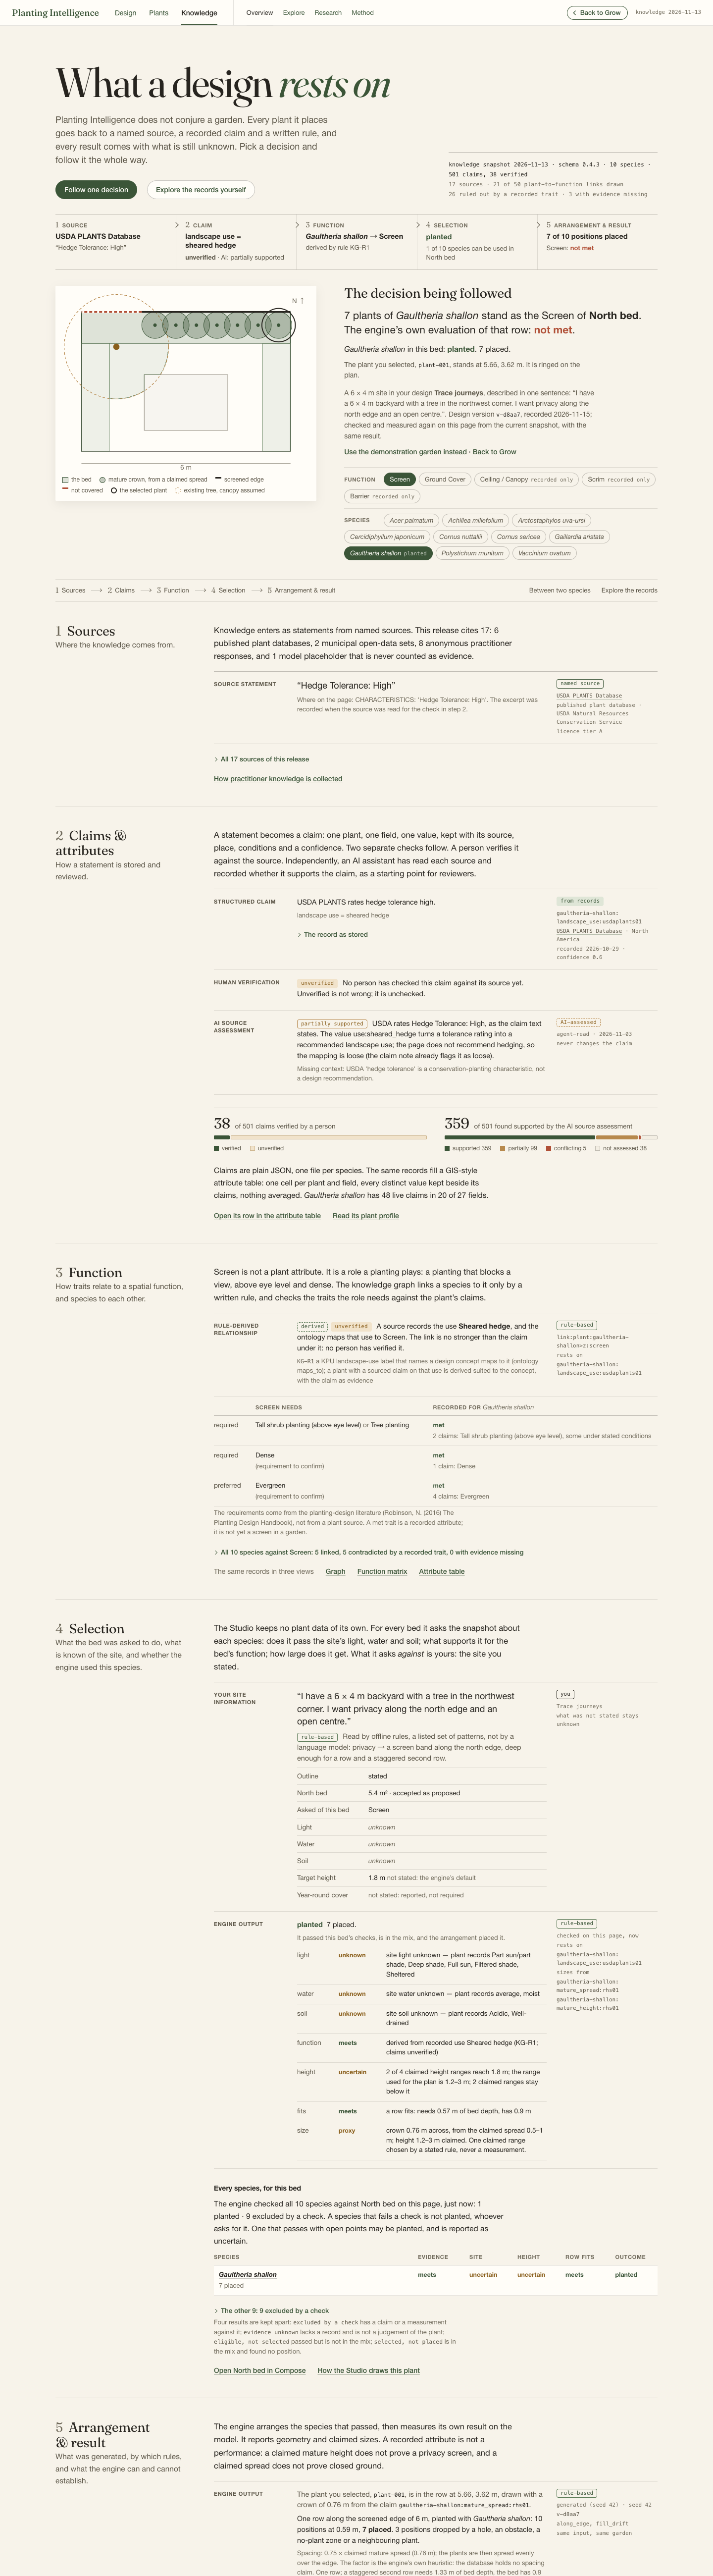 Planting Intelligence Design Plants Knowledge Overview Explore Research Method Back to Grow knowledge 2026-11-13
What a design rests on
Planting Intelligence does not conjure a garden. Every plant it places
goes back to a named source, a recorded claim and a written rule, and
every result comes with what is still unknown. Pick a decision and
follow it the whole way.
Follow one decision Explore the records yourself
knowledge snapshot 2026-11-13 · schema 0.4.3 · 10 species ·
501 claims, 38 verified
17 sources · 21 of 50 plant-to-function links drawn
26 ruled out by a recorded trait · 3 with evidence missing
1 SOURCE
USDA PLANTS Database
“Hedge Tolerance: High”
2 CLAIM
landscape use =
sheared hedge
unverified · AI: partially supported
3 FUNCTION
Gaultheria shallon → Screen
derived by rule KG-R1
4 SELECTION
planted
1 of 10 species can be used in
North bed
5 ARRANGEMENT & RESULT
7 of 10 positions placed
Screen: not met
N ↑
6 m
the bed mature crown, from a claimed spread screened edge
not covered the selected plant existing tree, canopy assumed
The decision being followed
7 plants of Gaultheria shallon stand as the Screen of North bed.
The engine’s own evaluation of that row: not met.
Gaultheria shallon in this bed: planted. 7 placed.
The plant you selected, plant-001, stands at 5.66, 3.62 m. It is ringed on the
plan.
A 6 × 4 m site in your design Trace journeys, described in one sentence: “I have
a 6 × 4 m backyard with a tree in the northwest corner. I want privacy along the
north edge and an open centre.”. Design version v-d8aa7, recorded 2026-11-15;
checked and measured again on this page from the current snapshot, with the
same result.
Use the demonstration garden instead · Back to Grow
FUNCTION Screen Ground Cover Ceiling / Canopy recorded only Scrim recorded only
Barrier recorded only
SPECIES Acer palmatum Achillea millefolium Arctostaphylos uva-ursi
Cercidiphyllum japonicum Cornus nuttallii Cornus sericea Gaillardia aristata
Gaultheria shallon planted Polystichum munitum Vaccinium ovatum
1 Sources → 2 Claims → 3 Function → 4 Selection → 5 Arrangement & result Between two species Explore the records
1 Sources
Where the knowledge comes from.
Knowledge enters as statements from named sources. This release cites 17: 6
published plant databases, 2 municipal open-data sets, 8 anonymous practitioner
responses, and 1 model placeholder that is never counted as evidence.
SOURCE STATEMENT
“Hedge Tolerance: High”
Where on the page: CHARACTERISTICS: 'Hedge Tolerance: High'. The excerpt was
recorded when the source was read for the check in step 2.
named source
USDA PLANTS Database
published plant database ·
USDA Natural Resources
Conservation Service
licence tier A
All 17 sources of this release
How practitioner knowledge is collected
2 Claims &
attributes
How a statement is stored and
reviewed.
A statement becomes a claim: one plant, one field, one value, kept with its source,
place, conditions and confidence. Two separate checks follow. A person verifies it
against the source. Independently, an AI assistant has read each source and
recorded whether it supports the claim, as a starting point for reviewers.
STRUCTURED CLAIM
USDA PLANTS rates hedge tolerance high.
landscape use = sheared hedge
The record as stored
from records
gaultheria-shallon:
landscape_use:usdaplants01
USDA PLANTS Database · North
America
recorded 2026-10-29 ·
confidence 0.6
HUMAN VERIFICATION
unverified No person has checked this claim against its source yet.
Unverified is not wrong; it is unchecked.
AI SOURCE
ASSESSMENT
partially supported USDA rates Hedge Tolerance: High, as the claim text
states. The value use:sheared_hedge turns a tolerance rating into a
recommended landscape use; the page does not recommend hedging, so
the mapping is loose (the claim note already flags it as loose).
Missing context: USDA 'hedge tolerance' is a conservation-planting characteristic, not
a design recommendation.
AI-assessed
agent-read · 2026-11-03
never changes the claim
38 of 501 claims verified by a person
verified unverified
359 of 501 found supported by the AI source assessment
supported 359 partially 99 conflicting 5 not assessed 38
Claims are plain JSON, one file per species. The same records fill a GIS-style
attribute table: one cell per plant and field, every distinct value kept beside its
claims, nothing averaged. Gaultheria shallon has 48 live claims in 20 of 27 fields.
Open its row in the attribute table Read its plant profile
3 Function
How traits relate to a spatial function,
and species to each other.
Screen is not a plant attribute. It is a role a planting plays: a planting that blocks a
view, above eye level and dense. The knowledge graph links a species to it only by a
written rule, and checks the traits the role needs against the plant’s claims.
RULE-DERIVED
RELATIONSHIP
derived unverified A source records the use Sheared hedge, and the
ontology maps that use to Screen. The link is no stronger than the claim
under it: no person has verified it.
KG-R1 a KPU landscape-use label that names a design concept maps to it (ontology
maps_to); a plant with a sourced claim on that use is derived suited to the concept,
with the claim as evidence
rule-based
link:plant:gaultheria-
shallon>z:screen
rests on
gaultheria-shallon:
landscape_use:usdaplants01
SCREEN NEEDS RECORDED FOR Gaultheria shallon
required Tall shrub planting (above eye level) or Tree planting met
2 claims: Tall shrub planting (above eye level), some under stated conditions
required Dense met
(requirement to confirm) 1 claim: Dense
preferred Evergreen met
(requirement to confirm) 4 claims: Evergreen
The requirements come from the planting-design literature (Robinson, N. (2016) The
Planting Design Handbook), not from a plant source. A met trait is a recorded attribute;
it is not yet a screen in a garden.
All 10 species against Screen: 5 linked, 5 contradicted by a recorded trait, 0 with evidence missing
The same records in three views Graph Function matrix Attribute table
4 Selection
What the bed was asked to do, what
is known of the site, and whether the
engine used this species.
The Studio keeps no plant data of its own. For every bed it asks the snapshot about
each species: does it pass the site’s light, water and soil; what supports it for the
bed’s function; how large does it get. What it asks against is yours: the site you
stated.
YOUR SITE
INFORMATION
“I have a 6 × 4 m backyard with a tree in the northwest
corner. I want privacy along the north edge and an
open centre.”
rule-based Read by offline rules, a listed set of patterns, not by a
language model: privacy → a screen band along the north edge, deep
enough for a row and a staggered second row.
you
Trace journeys
what was not stated stays
unknown
Outline stated
North bed 5.4 m² · accepted as proposed
Asked of this bed Screen
Light unknown
Water unknown
Soil unknown
Target height 1.8 m not stated: the engine’s default
Year-round cover not stated: reported, not required
ENGINE OUTPUT
planted 7 placed.
It passed this bed’s checks, is in the mix, and the arrangement placed it.
rule-based
checked on this page, now
rests on
gaultheria-shallon:
landscape_use:usdaplants01
sizes from
gaultheria-shallon:
mature_spread:rhs01
gaultheria-shallon:
mature_height:rhs01
light unknown site light unknown — plant records Part sun/part
shade, Deep shade, Full sun, Filtered shade,
Sheltered
water unknown site water unknown — plant records average, moist
soil unknown site soil unknown — plant records Acidic, Well-
drained
function meets derived from recorded use Sheared hedge (KG-R1;
claims unverified)
height uncertain 2 of 4 claimed height ranges reach 1.8 m; the range
used for the plan is 1.2–3 m; 2 claimed ranges stay
below it
fits meets a row fits: needs 0.57 m of bed depth, has 0.9 m
size proxy crown 0.76 m across, from the claimed spread 0.5–1
m; height 1.2–3 m claimed. One claimed range
chosen by a stated rule, never a measurement.
Every species, for this bed
The engine checked all 10 species against North bed on this page, just now: 1
planted · 9 excluded by a check. A species that fails a check is not planted, whoever
asks for it. One that passes with open points may be planted, and is reported as
uncertain.
SPECIES EVIDENCE SITE HEIGHT ROW FITS OUTCOME
Gaultheria shallon meets uncertain uncertain meets planted
7 placed
The other 9: 9 excluded by a check
Four results are kept apart: excluded by a check has a claim or a measurement
against it; evidence unknown lacks a record and is not a judgement of the plant;
eligible, not selected passed but is not in the mix; selected, not placed is in
the mix and found no position.
Open North bed in Compose How the Studio draws this plant
5 Arrangement
& result
What was generated, by which rules,
and what the engine can and cannot
establish.
The engine arranges the species that passed, then measures its own result on the
model. It reports geometry and claimed sizes. A recorded attribute is not a
performance: a claimed mature height does not prove a privacy screen, and a
claimed spread does not prove closed ground.
ENGINE OUTPUT
The plant you selected, plant-001, is in the row at 5.66, 3.62 m, drawn with a
crown of 0.76 m from the claim gaultheria-shallon:mature_spread:rhs01.
One row along the screened edge of 6 m, planted with Gaultheria shallon: 10
positions at 0.59 m, 7 placed. 3 positions dropped by a hole, an obstacle, a
no-plant zone or a neighbouring plant.
Spacing: 0.75 × claimed mature spread (0.76 m); the plants are then spread evenly
over the edge. The factor is the engine’s own heuristic: the database holds no spacing
claim. One row; a staggered second row needs 1.33 m of bed depth, the bed has 0.9
rule-based
generated (seed 42) · seed 42
v-d8aa7
along_edge, fill_drift
same input, same garden